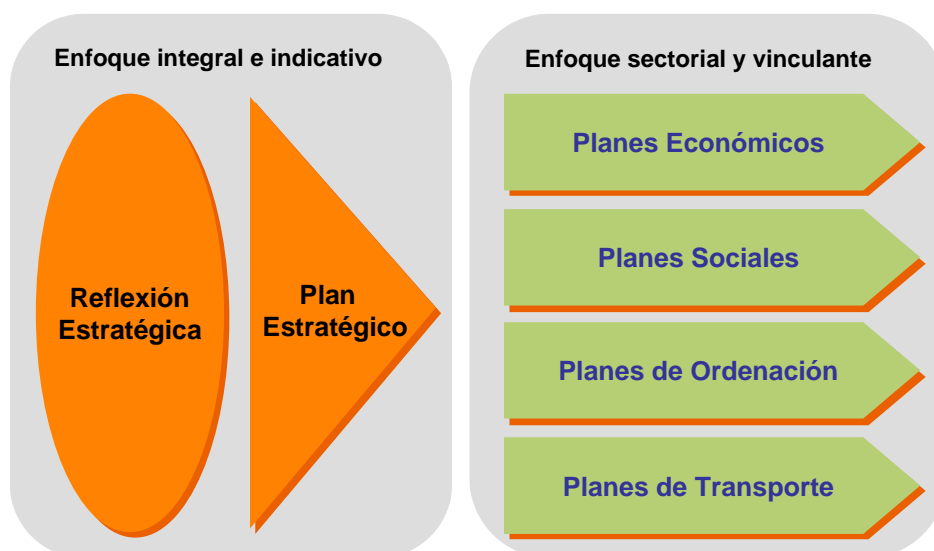 Enfoque integral e indicativo
Reflexión
Estratégica
Plan
Estratégico
Enfoque sectorial y vinculante
Planes Económicos
Planes Sociales
Planes de Ordenación
Planes de Transporte